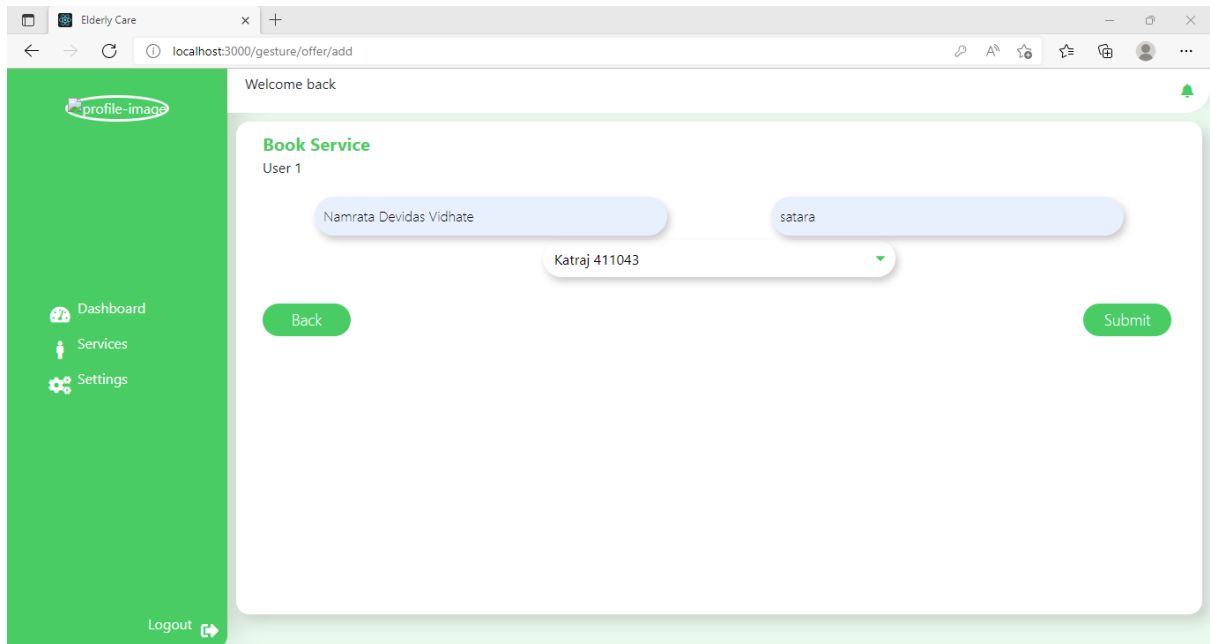 Elderly Care
localhost:3000/gesture/offer/add
profile-image
Welcome back
Book Service
User 1
Namrata Devidas Vidhate
satara
Katraj 411043
Back
Submit
Dashboard
Services
Settings
Logout